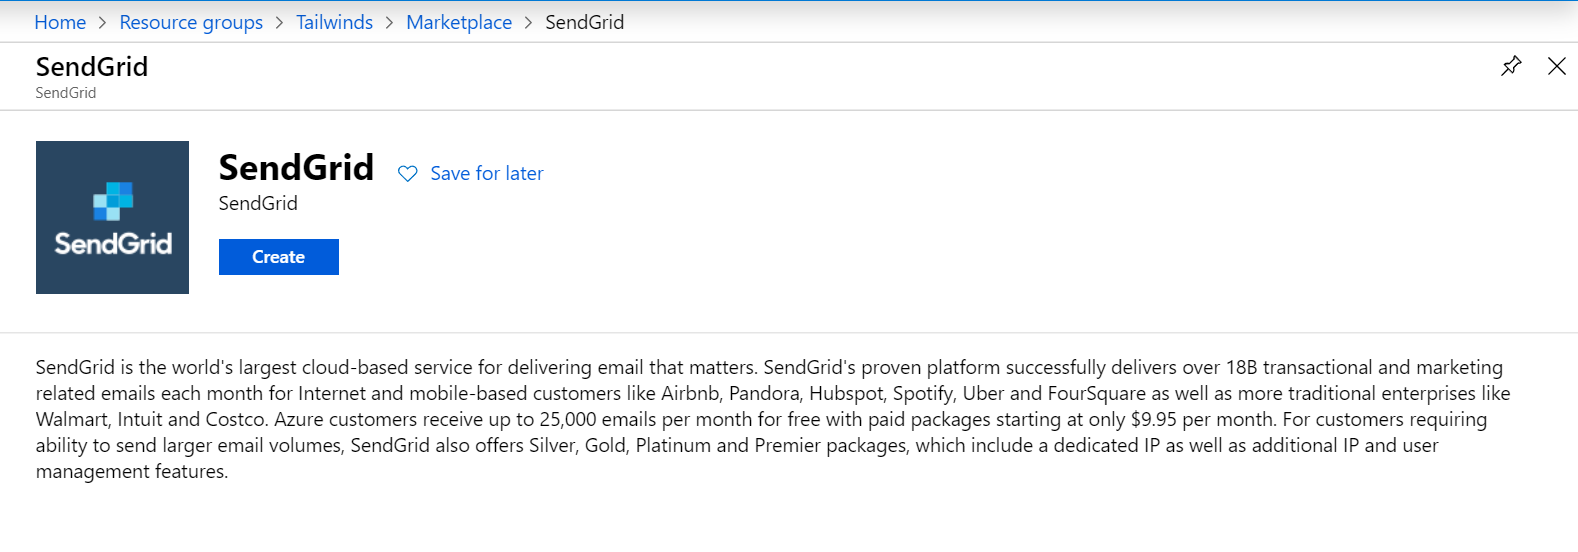 Home > Resource groups > Tailwinds > Marketplace > SendGrid
SendGrid
SendGrid
SendGrid
SendGrid
Save for later
SendGrid
Create
SendGrid is the world's largest cloud-based service for delivering email that matters. SendGrid's proven platform successfully delivers over 18B transactional and marketing
related emails each month for Internet and mobile-based customers like Airbnb, Pandora, Hubspot, Spotify, Uber and FourSquare as well as more traditional enterprises like
Walmart, Intuit and Costco. Azure customers receive up to 25,000 emails per month for free with paid packages starting at only $9.95 per month. For customers requiring
ability to send larger email volumes, SendGrid also offers Silver, Gold, Platinum and Premier packages, which include a dedicated IP as well as additional IP and user
management features.